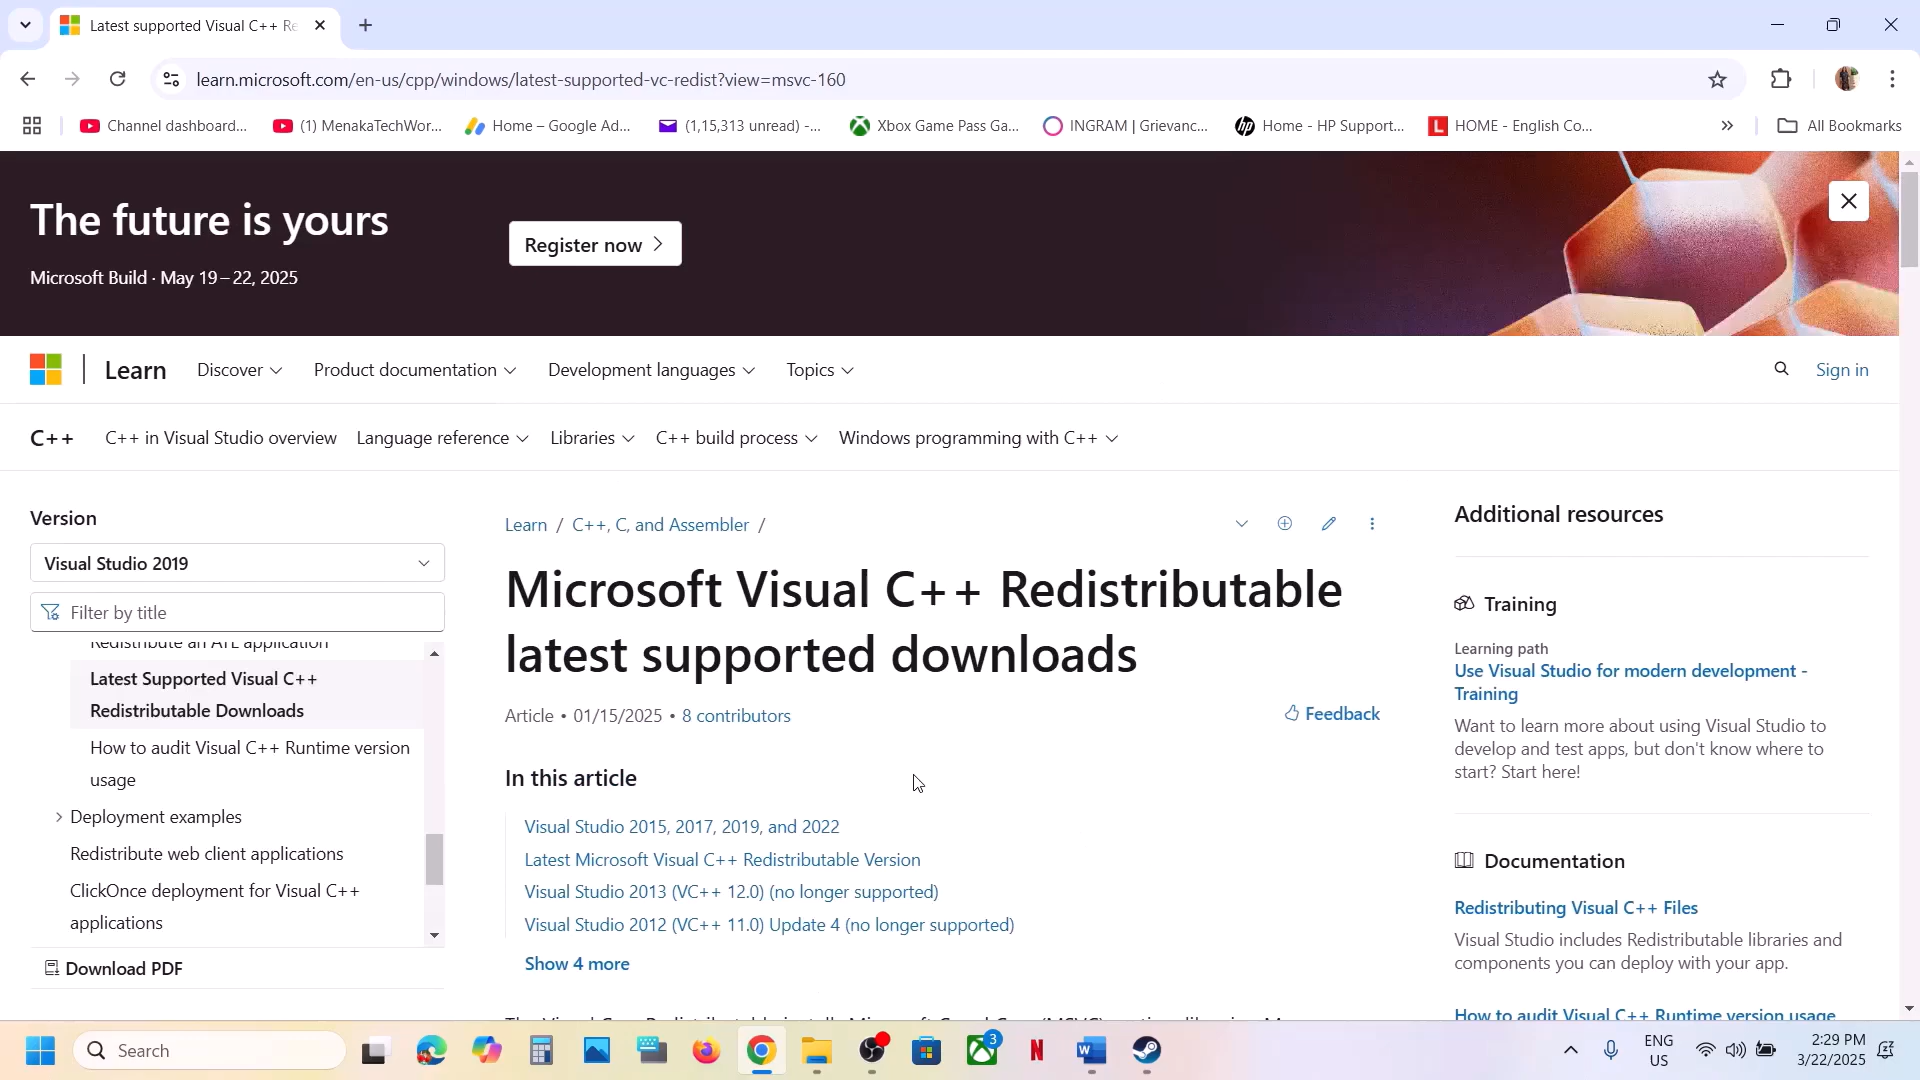 Latest supported Visual C++ Re
learn.microsoft.com/en-us/cpp/windows/latest-supported-vc-redist?view=msvc-160
Channel dashboard...
(1) MenakaTechWor...
Home – Google Ad...
(1,15,313 unread) -...
Xbox Game Pass Ga...
INGRAM | Grievanc...
Home - HP Support...
HOME - English Co...
All Bookmarks
The future is yours
Register now
Microsoft Build · May 19–22, 2025
Learn
Discover
Product documentation
Development languages
Topics
Sign in
C++
C++ in Visual Studio overview
Language reference
Libraries
C++ build process
Windows programming with C++
Version
Visual Studio 2019
Filter by title
Redistribute an ATL application
Latest Supported Visual C++
Redistributable Downloads
How to audit Visual C++ Runtime version
usage
Deployment examples
Redistribute web client applications
ClickOnce deployment for Visual C++
applications
Download PDF
Learn / C++, C, and Assembler /
Microsoft Visual C++ Redistributable
latest supported downloads
Article • 01/15/2025 • 8 contributors
Feedback
In this article
Visual Studio 2015, 2017, 2019, and 2022
Latest Microsoft Visual C++ Redistributable Version
Visual Studio 2013 (VC++ 12.0) (no longer supported)
Visual Studio 2012 (VC++ 11.0) Update 4 (no longer supported)
Show 4 more
Additional resources
Training
Learning path
Use Visual Studio for modern development -
Training
Want to learn more about using Visual Studio to
develop and test apps, but don't know where to
start? Start here!
Documentation
Redistributing Visual C++ Files
Visual Studio includes Redistributable libraries and
components you can deploy with your app.
How to audit Visual C++ Runtime version usage
Search
3
ENG
US
2:29 PM
3/22/2025